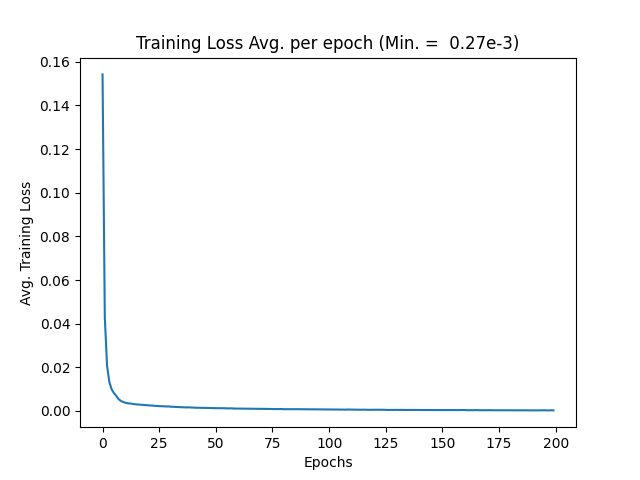 Training Loss Avg. per epoch (Min. =  0.27e-3)
0.16
0.14
0.12
0.10
0.08
0.06
0.04
0.02
0.00
Avg. Training Loss
0 25 50 75 100 125 150 175 200
Epochs